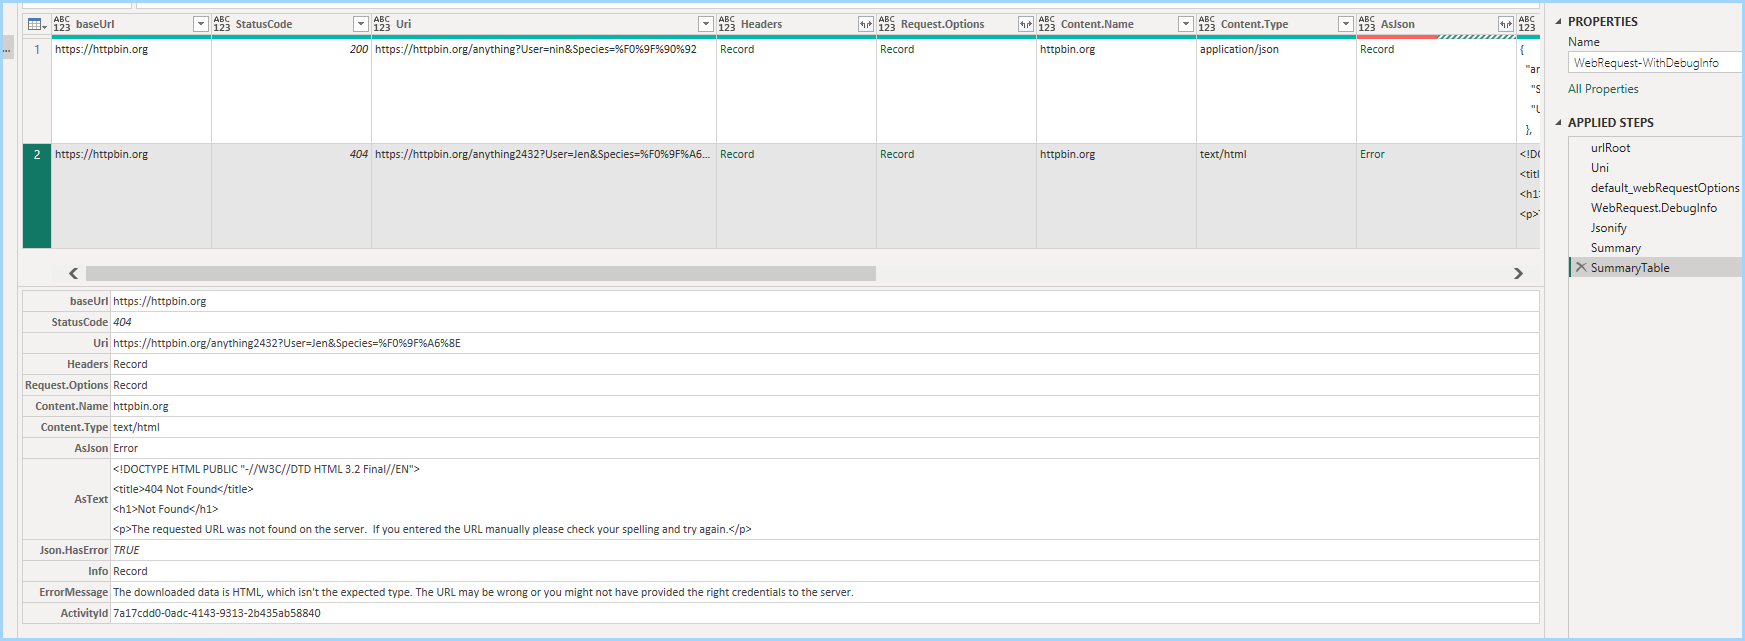 ABC 123 baseUrl ABC 123 StatusCode ABC 123 Uri ABC 123 Headers ABC 123 Request.Options ABC 123 Content.Name ABC 123 Content.Type ABC 123 AsJson ABC 123
1 https://httpbin.org 200 https://httpbin.org/anything?User=nin&Species=%F0%9F%90%92 Record Record httpbin.org application/json Record {
"ar
"S
"U
},
2 https://httpbin.org 404 https://httpbin.org/anything2432?User=Jen&Species=%F0%9F%A6... Record Record httpbin.org text/html Error <!DO
<titl
<h1
<p>
baseUrl https://httpbin.org
StatusCode 404
Uri https://httpbin.org/anything2432?User=Jen&Species=%F0%9F%A6%8E
Headers Record
Request.Options Record
Content.Name httpbin.org
Content.Type text/html
AsJson Error
AsText <!DOCTYPE HTML PUBLIC "-//W3C//DTD HTML 3.2 Final//EN">
<title>404 Not Found</title>
<h1>Not Found</h1>
<p>The requested URL was not found on the server.  If you entered the URL manually please check your spelling and try again.</p>
Json.HasError TRUE
Info Record
ErrorMessage The downloaded data is HTML, which isn't the expected type. The URL may be wrong or you might not have provided the right credentials to the server.
ActivityId 7a17cdd0-0adc-4143-9313-2b435ab58840
PROPERTIES
Name
WebRequest-WithDebugInfo
All Properties
APPLIED STEPS
urlRoot
Uni
default_webRequestOptions
WebRequest.DebugInfo
Jsonify
Summary
SummaryTable